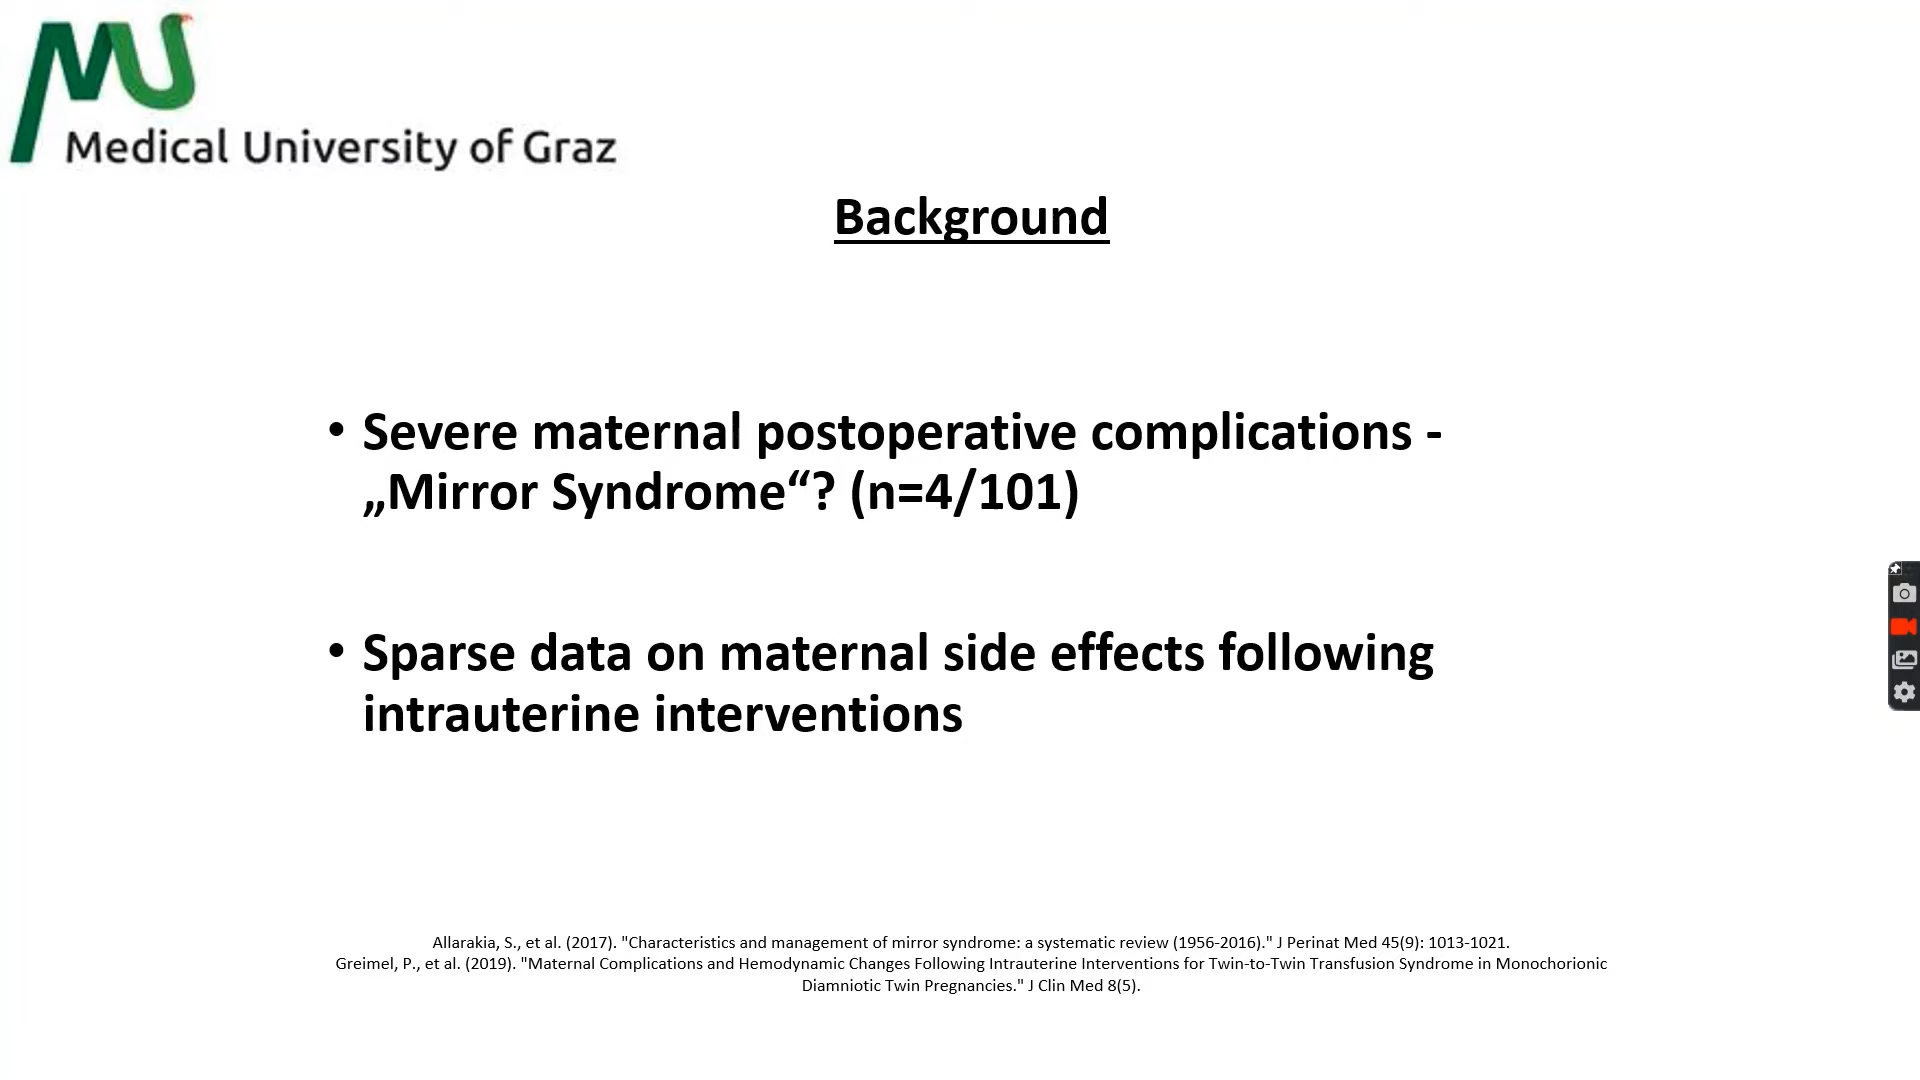 Medical University of Graz
Background
• Severe maternal postoperative complications -
„Mirror Syndrome“? (n=4/101)
• Sparse data on maternal side effects following
intrauterine interventions
Allarakia, S., et al. (2017). "Characteristics and management of mirror syndrome: a systematic review (1956-2016)." J Perinat Med 45(9): 1013-1021.
Greimel, P., et al. (2019). "Maternal Complications and Hemodynamic Changes Following Intrauterine Interventions for Twin-to-Twin Transfusion Syndrome in Monochorionic
Diamniotic Twin Pregnancies." J Clin Med 8(5).